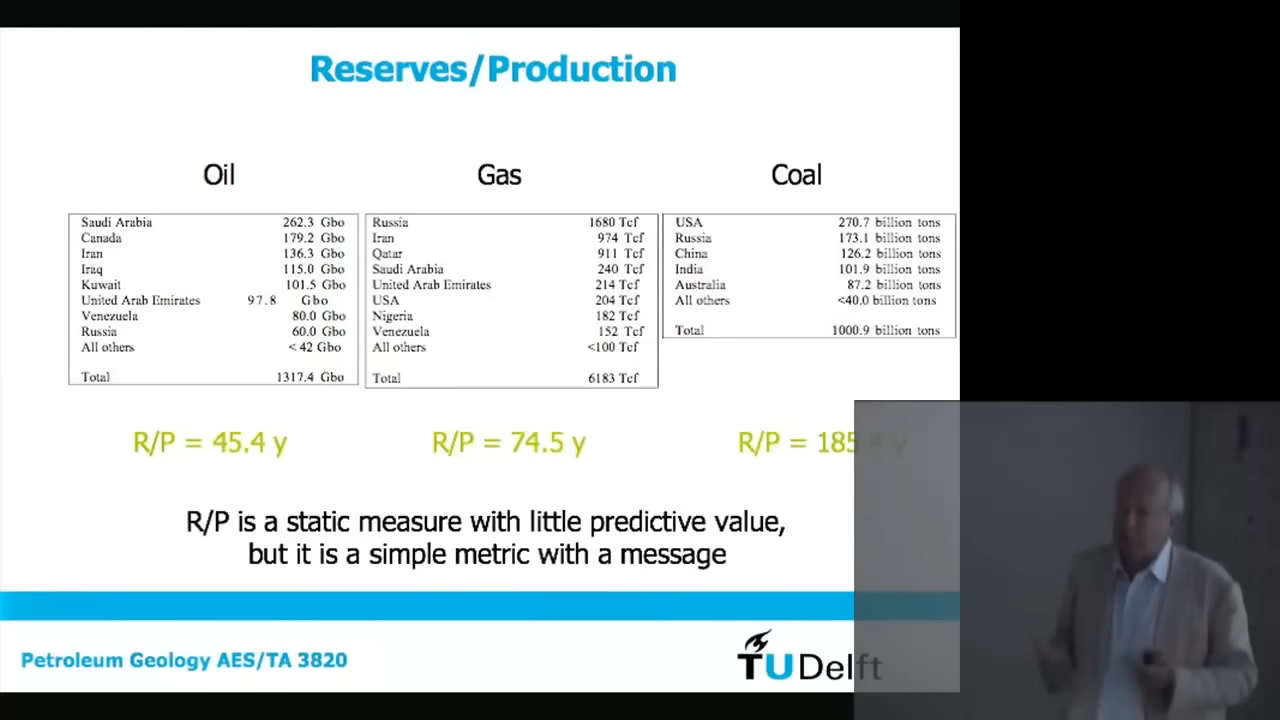 Reserves/Production
Oil
Gas
Coal
Saudi Arabia 262.3 Gbo
Canada 179.2 Gbo
Iran 136.3 Gbo
Iraq 115.0 Gbo
Kuwait 101.5 Gbo
United Arab Emirates 97.8 Gbo
Venezuela 80.0 Gbo
Russia 60.0 Gbo
All others < 42 Gbo
Total 1317.4 Gbo
Russia 1680 Tcf
Iran 974 Tcf
Qatar 911 Tcf
Saudi Arabia 240 Tcf
United Arab Emirates 214 Tcf
USA 204 Tcf
Nigeria 182 Tcf
Venezuela 152 Tcf
All others <100 Tcf
Total 6183 Tcf
USA 270.7 billion tons
Russia 173.1 billion tons
China 126.2 billion tons
India 101.9 billion tons
Australia 87.2 billion tons
All others <40.0 billion tons
Total 1000.9 billion tons
R/P = 45.4 y
R/P = 74.5 y
R/P = 185.4 y
R/P is a static measure with little predictive value,
but it is a simple metric with a message
Petroleum Geology AES/TA 3820
TUDelft